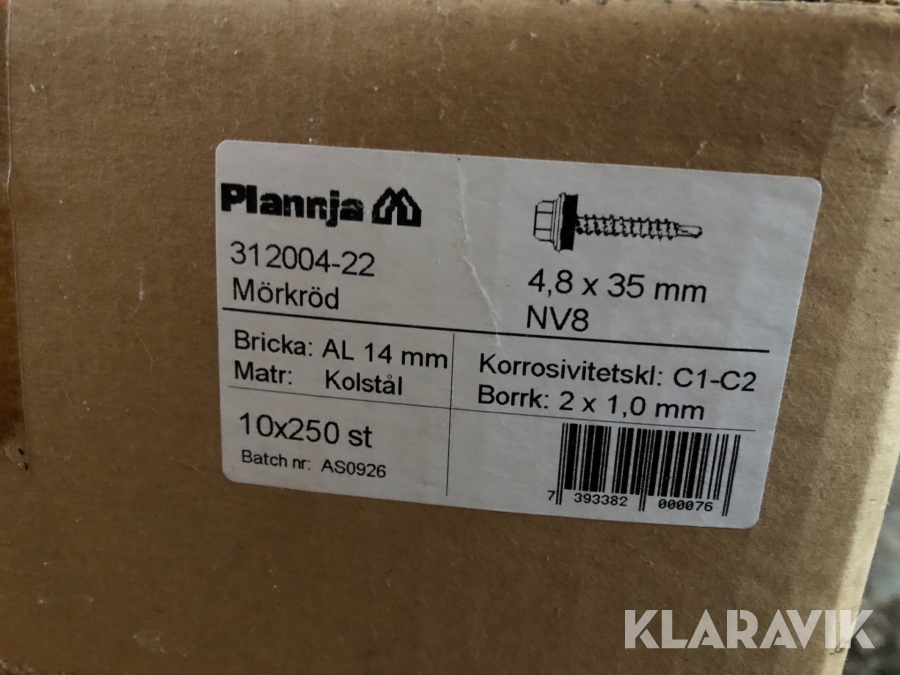 Plannja
312004-22
Mörkröd
4,8 x 35 mm
NV8
Bricka: AL 14 mm
Matr: Kolstål
Korrosivitetskl: C1-C2
Borrk: 2 x 1,0 mm
10x250 st
Batch nr: AS0926
7 393382 000076
KLARAVIK